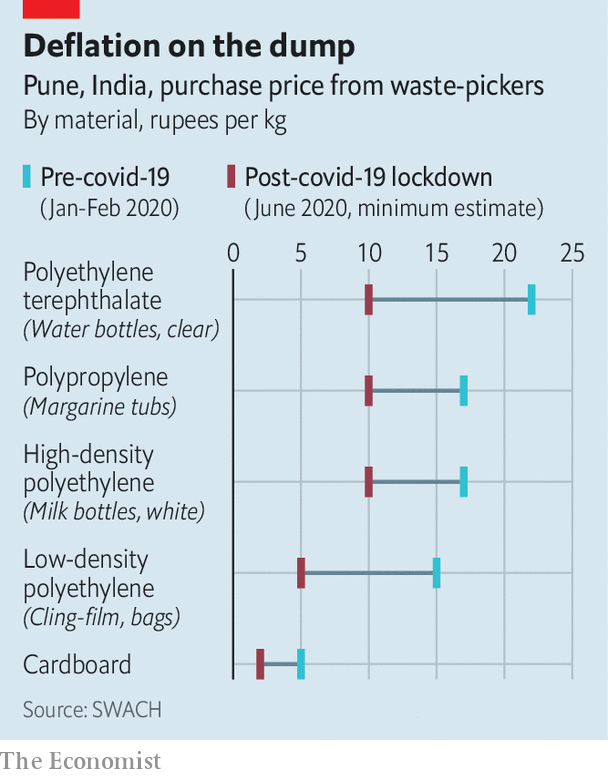 Deflation on the dump
Pune, India, purchase price from waste-pickers
By material, rupees per kg
Pre-covid-19
(Jan-Feb 2020)
Post-covid-19 lockdown
(June 2020, minimum estimate)
0 5 10 15 20 25
Polyethylene
terephthalate
(Water bottles, clear)
Polypropylene
(Margarine tubs)
High-density
polyethylene
(Milk bottles, white)
Low-density
polyethylene
(Cling-film, bags)
Cardboard
Source: SWACH
The Economist